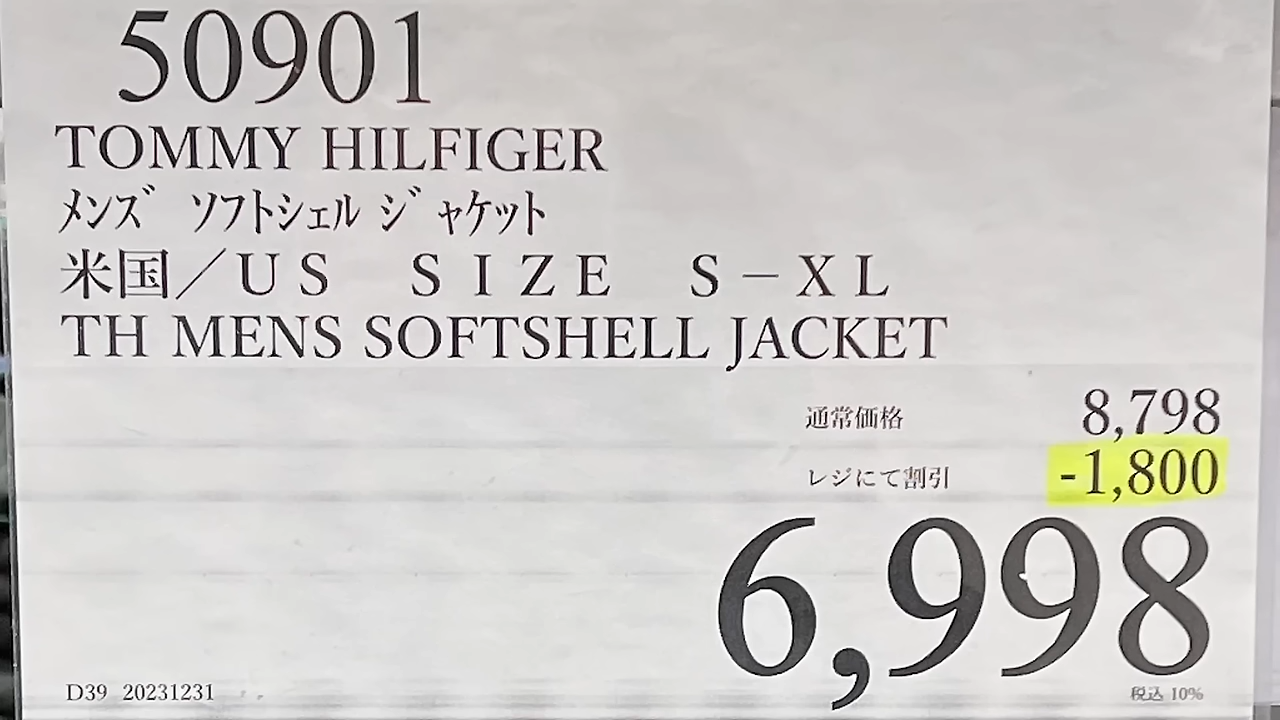 50901
TOMMY HILFIGER
ﾒﾝｽﾞ ｿﾌﾄｼｪﾙ ｼﾞｬｹｯﾄ
米国／ＵＳ　ＳＩＺＥ　Ｓ－ＸＬ
TH MENS SOFTSHELL JACKET
通常価格 8,798
レジにて割引 -1,800
6,998
税込 10%
D39 20231231